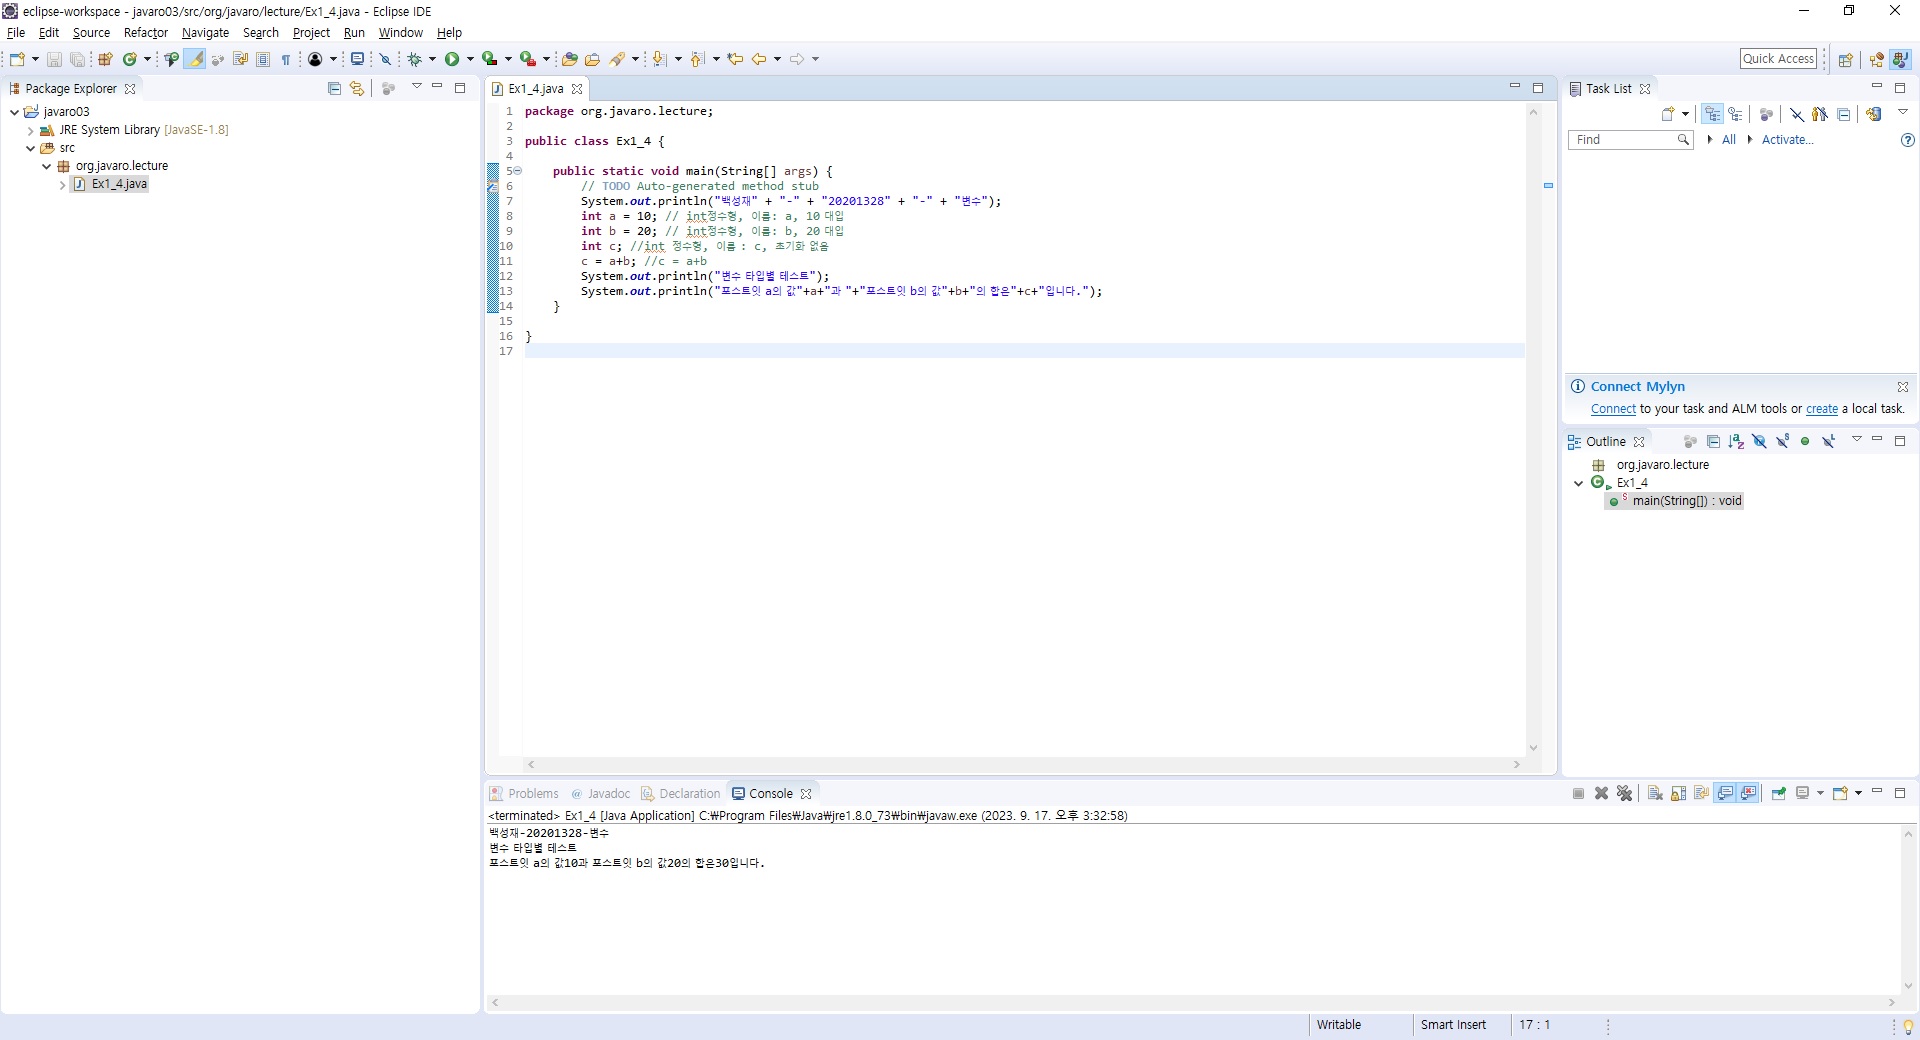 eclipse-workspace - javaro03/src/org/javaro/lecture/Ex1_4.java - Eclipse IDE
File Edit Source Refactor Navigate Search Project Run Window Help
Quick Access
Package Explorer
javaro03
JRE System Library [JavaSE-1.8]
src
org.javaro.lecture
Ex1_4.java
Ex1_4.java
1 package org.javaro.lecture;
2
3 public class Ex1_4 {
4
5 public static void main(String[] args) {
6 // TODO Auto-generated method stub
7 System.out.println("백성재" + "-" + "20201328" + "-" + "변수");
8 int a = 10; // int정수형, 이름: a, 10 대입
9 int b = 20; // int정수형, 이름: b, 20 대입
10 int c; //int 정수형, 이름 : c, 초기화 없음
11 c = a+b; //c = a+b
12 System.out.println("변수 타입별 테스트");
13 System.out.println("포스트잇 a의 값"+a+"과 "+"포스트잇 b의 값"+b+"의 합은"+c+"입니다.");
14 }
15
16 }
17
Task List
Find All Activate...
Connect Mylyn
Connect to your task and ALM tools or create a local task.
Outline
org.javaro.lecture
Ex1_4
main(String[]) : void
Problems Javadoc Declaration Console
<terminated> Ex1_4 [Java Application] C:₩Program Files₩Java₩jre1.8.0_73₩bin₩javaw.exe (2023. 9. 17. 오후 3:32:58)
백성재-20201328-변수
변수 타입별 테스트
포스트잇 a의 값10과 포스트잇 b의 값20의 합은30입니다.
Writable Smart Insert 17 : 1